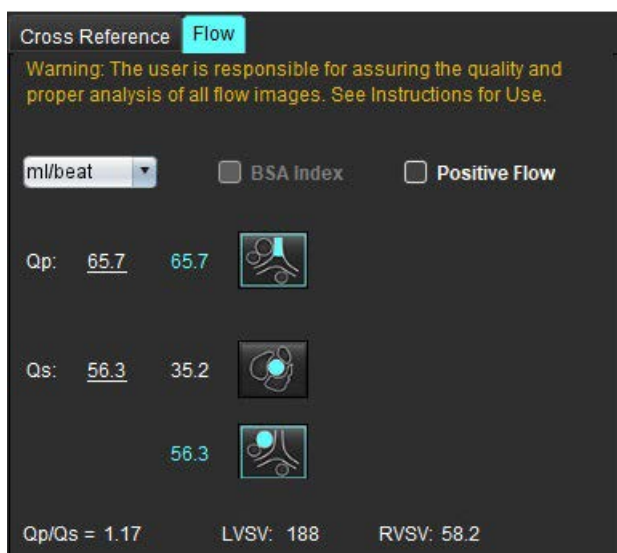 Cross Reference Flow
Warning: The user is responsible for assuring the quality and
proper analysis of all flow images. See Instructions for Use.
ml/beat BSA Index Positive Flow
Qp: 65.7 65.7
Qs: 56.3 35.2
56.3
Qp/Qs = 1.17 LVSV: 188 RVSV: 58.2